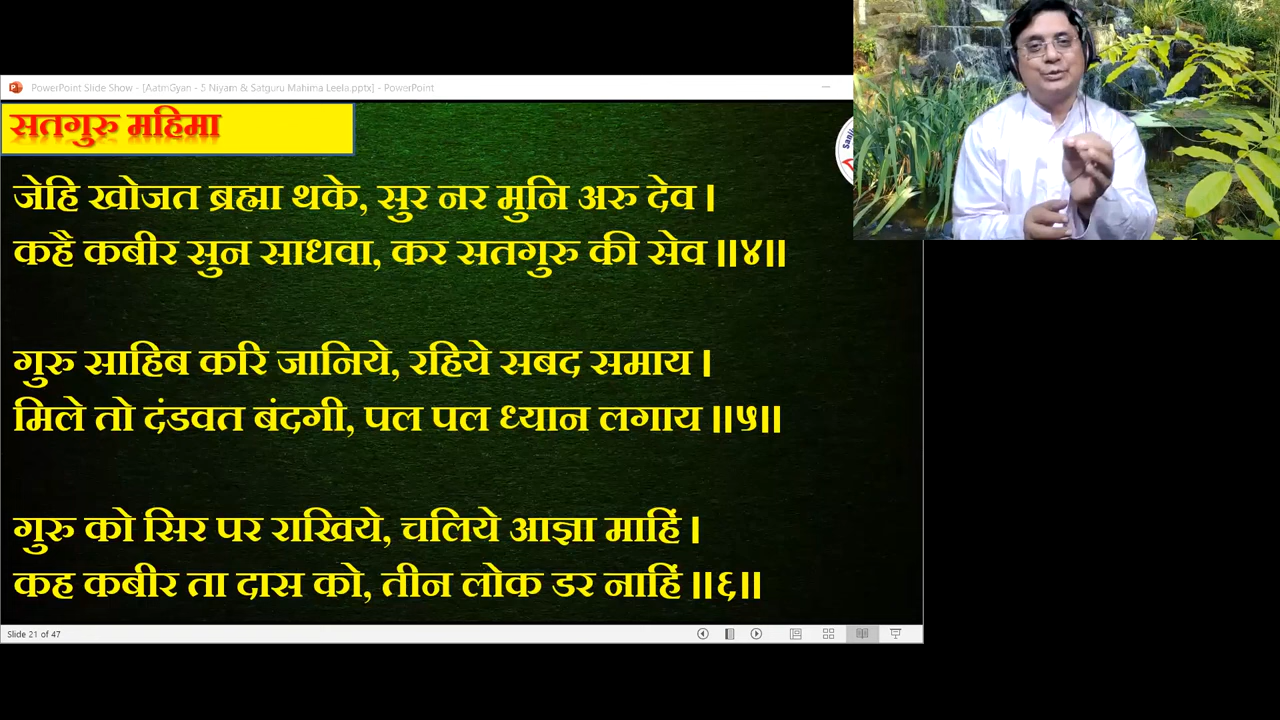 PowerPoint Slide Show - [AatmGyan - 5 Niyam & Satguru Mahima Leela.pptx] - PowerPoint
सतगुरु महिमा
जेहि खोजत ब्रह्मा थके, सुर नर मुनि अरु देव ।
कहै कबीर सुन साधवा, कर सतगुरु की सेव ॥४॥
गुरु साहिब करि जानिये, रहिये सबद समाय ।
मिले तो दंडवत बंदगी, पल पल ध्यान लगाय ॥५॥
गुरु को सिर पर राखिये, चलिये आज्ञा माहिं ।
कह कबीर ता दास को, तीन लोक डर नाहिं ॥६॥
Slide 21 of 47